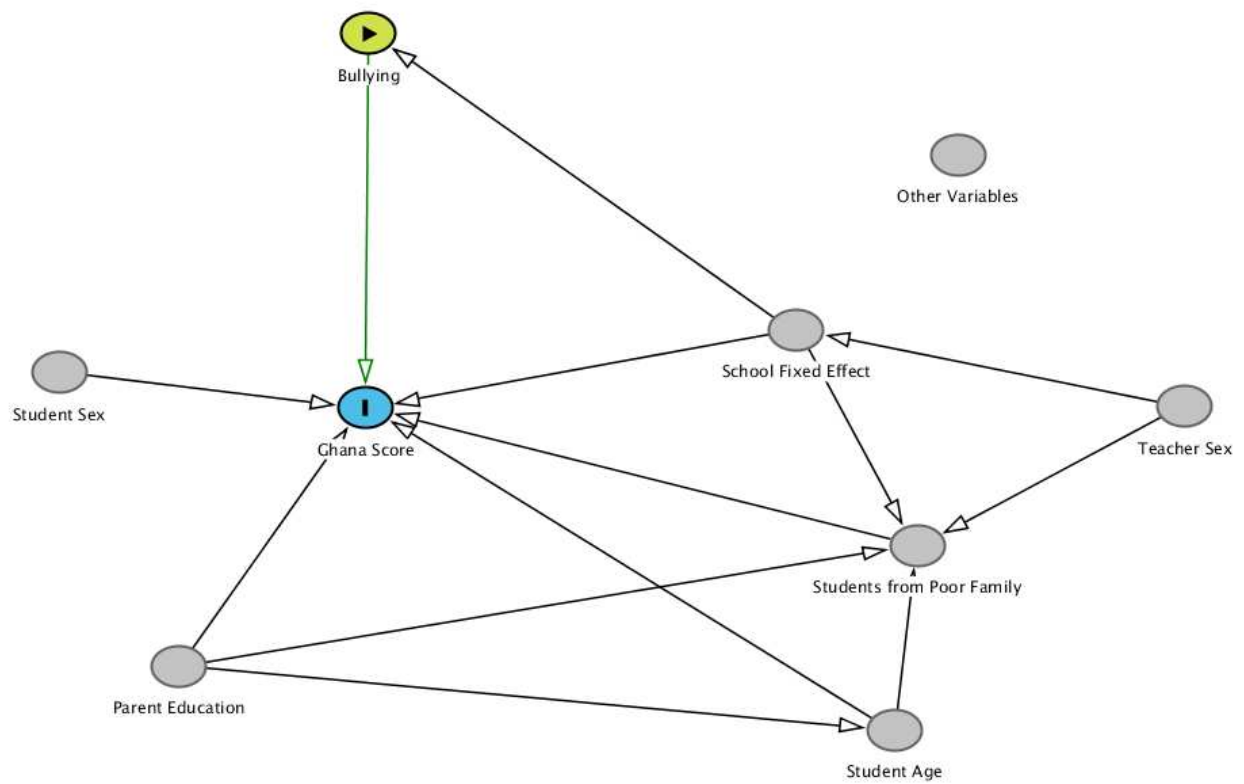 Bullying
Other Variables
School Fixed Effect
Student Sex
Ghana Score
Teacher Sex
Students from Poor Family
Parent Education
Student Age